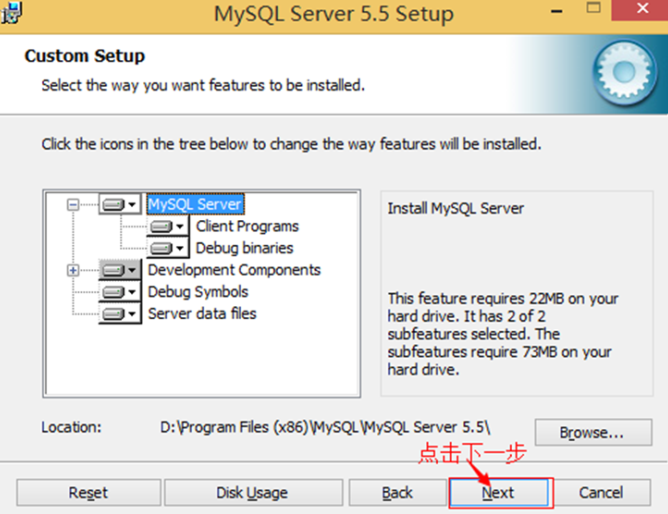 MySQL Server 5.5 Setup
Custom Setup
Select the way you want features to be installed.
Click the icons in the tree below to change the way features will be installed.
MySQL Server
Client Programs
Debug binaries
Development Components
Debug Symbols
Server data files
Install MySQL Server
This feature requires 22MB on your
hard drive. It has 2 of 2
subfeatures selected. The
subfeatures require 73MB on your
hard drive.
Location: D:\Program Files (x86)\MySQL\MySQL Server 5.5\
Browse...
点击下一步
Reset Disk Usage Back Next Cancel